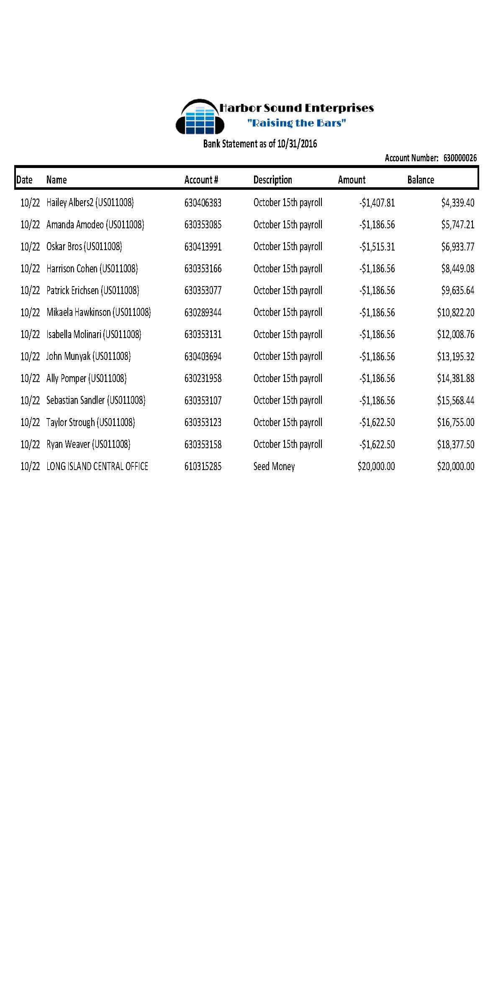 Harbor Sound Enterprises
"Raising the Bars"
Bank Statement as of 10/31/2016
Account Number: 630000026
Date Name Account # Description Amount Balance
10/22 Hailey Albers2 (US011008) 630406383 October 15th payroll -$1,407.81 $4,339.40
10/22 Amanda Amodeo (US011008) 630353085 October 15th payroll -$1,186.56 $5,747.21
10/22 Oskar Bros (US011008) 630413991 October 15th payroll -$1,515.31 $6,933.77
10/22 Harrison Cohen (US011008) 630353166 October 15th payroll -$1,186.56 $8,449.08
10/22 Patrick Erichsen (US011008) 630353077 October 15th payroll -$1,186.56 $9,635.64
10/22 Mikaela Hawkinson (US011008) 630289344 October 15th payroll -$1,186.56 $10,822.20
10/22 Isabella Molinari (US011008) 630353131 October 15th payroll -$1,186.56 $12,008.76
10/22 John Munyak (US011008) 630403694 October 15th payroll -$1,186.56 $13,195.32
10/22 Ally Pomper (US011008) 630231958 October 15th payroll -$1,186.56 $14,381.88
10/22 Sebastian Sandler (US011008) 630353107 October 15th payroll -$1,186.56 $15,568.44
10/22 Taylor Strough (US011008) 630353123 October 15th payroll -$1,622.50 $16,755.00
10/22 Ryan Weaver (US011008) 630353158 October 15th payroll -$1,622.50 $18,377.50
10/22 LONG ISLAND CENTRAL OFFICE 610315285 Seed Money $20,000.00 $20,000.00